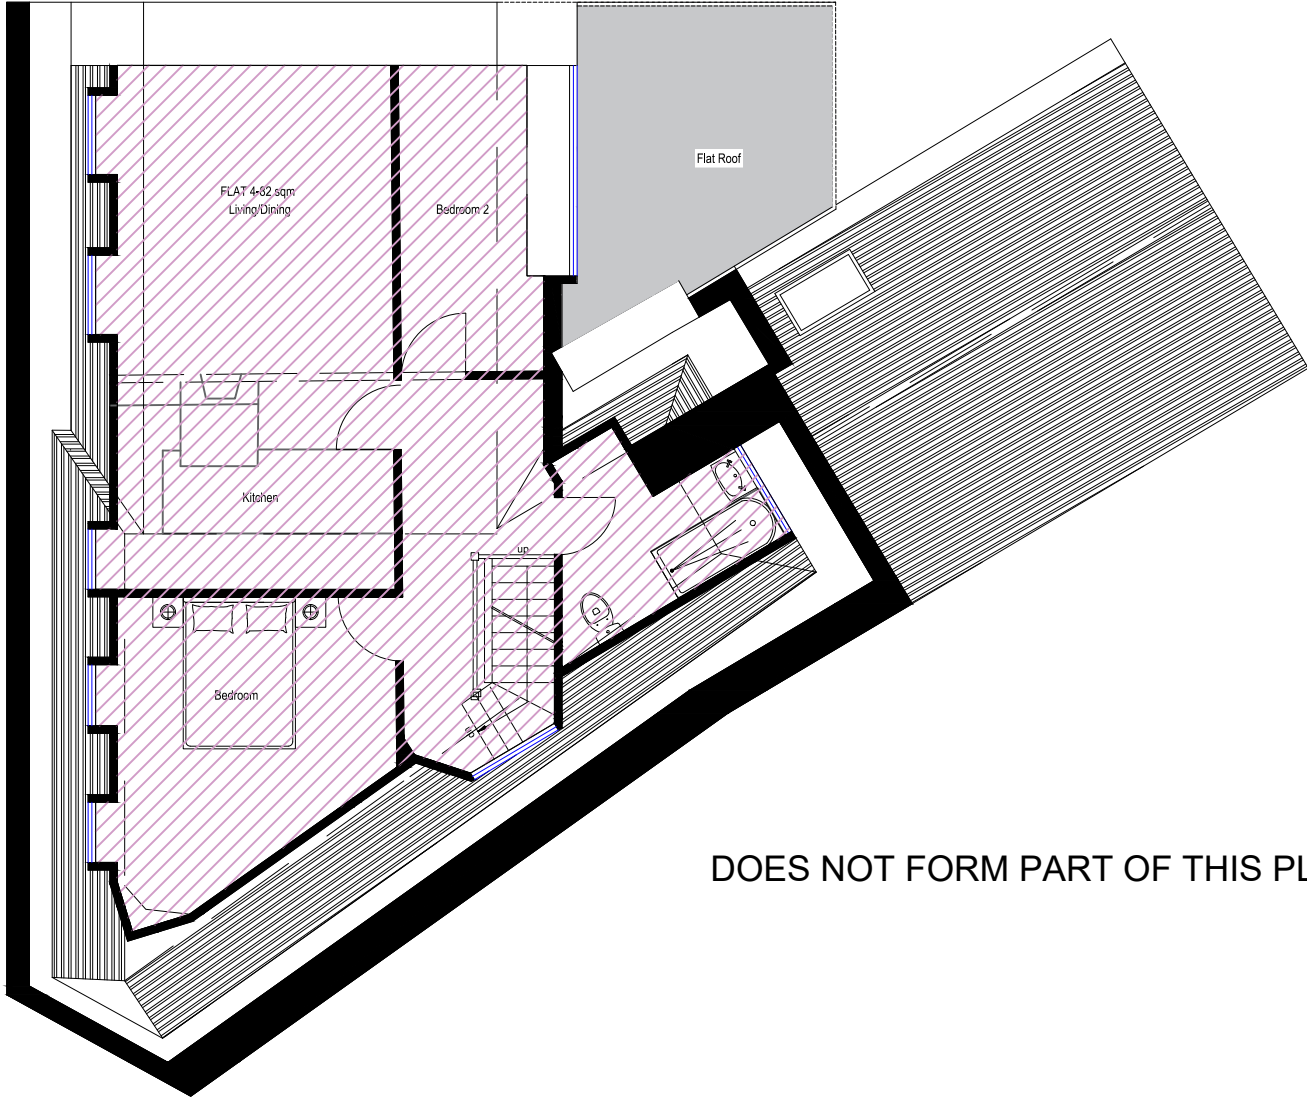 Flat Roof
FLAT 4-82 sqm
Living/Dining
Bedroom 2
Kitchen
up
Bedroom
DOES NOT FORM PART OF THIS PL